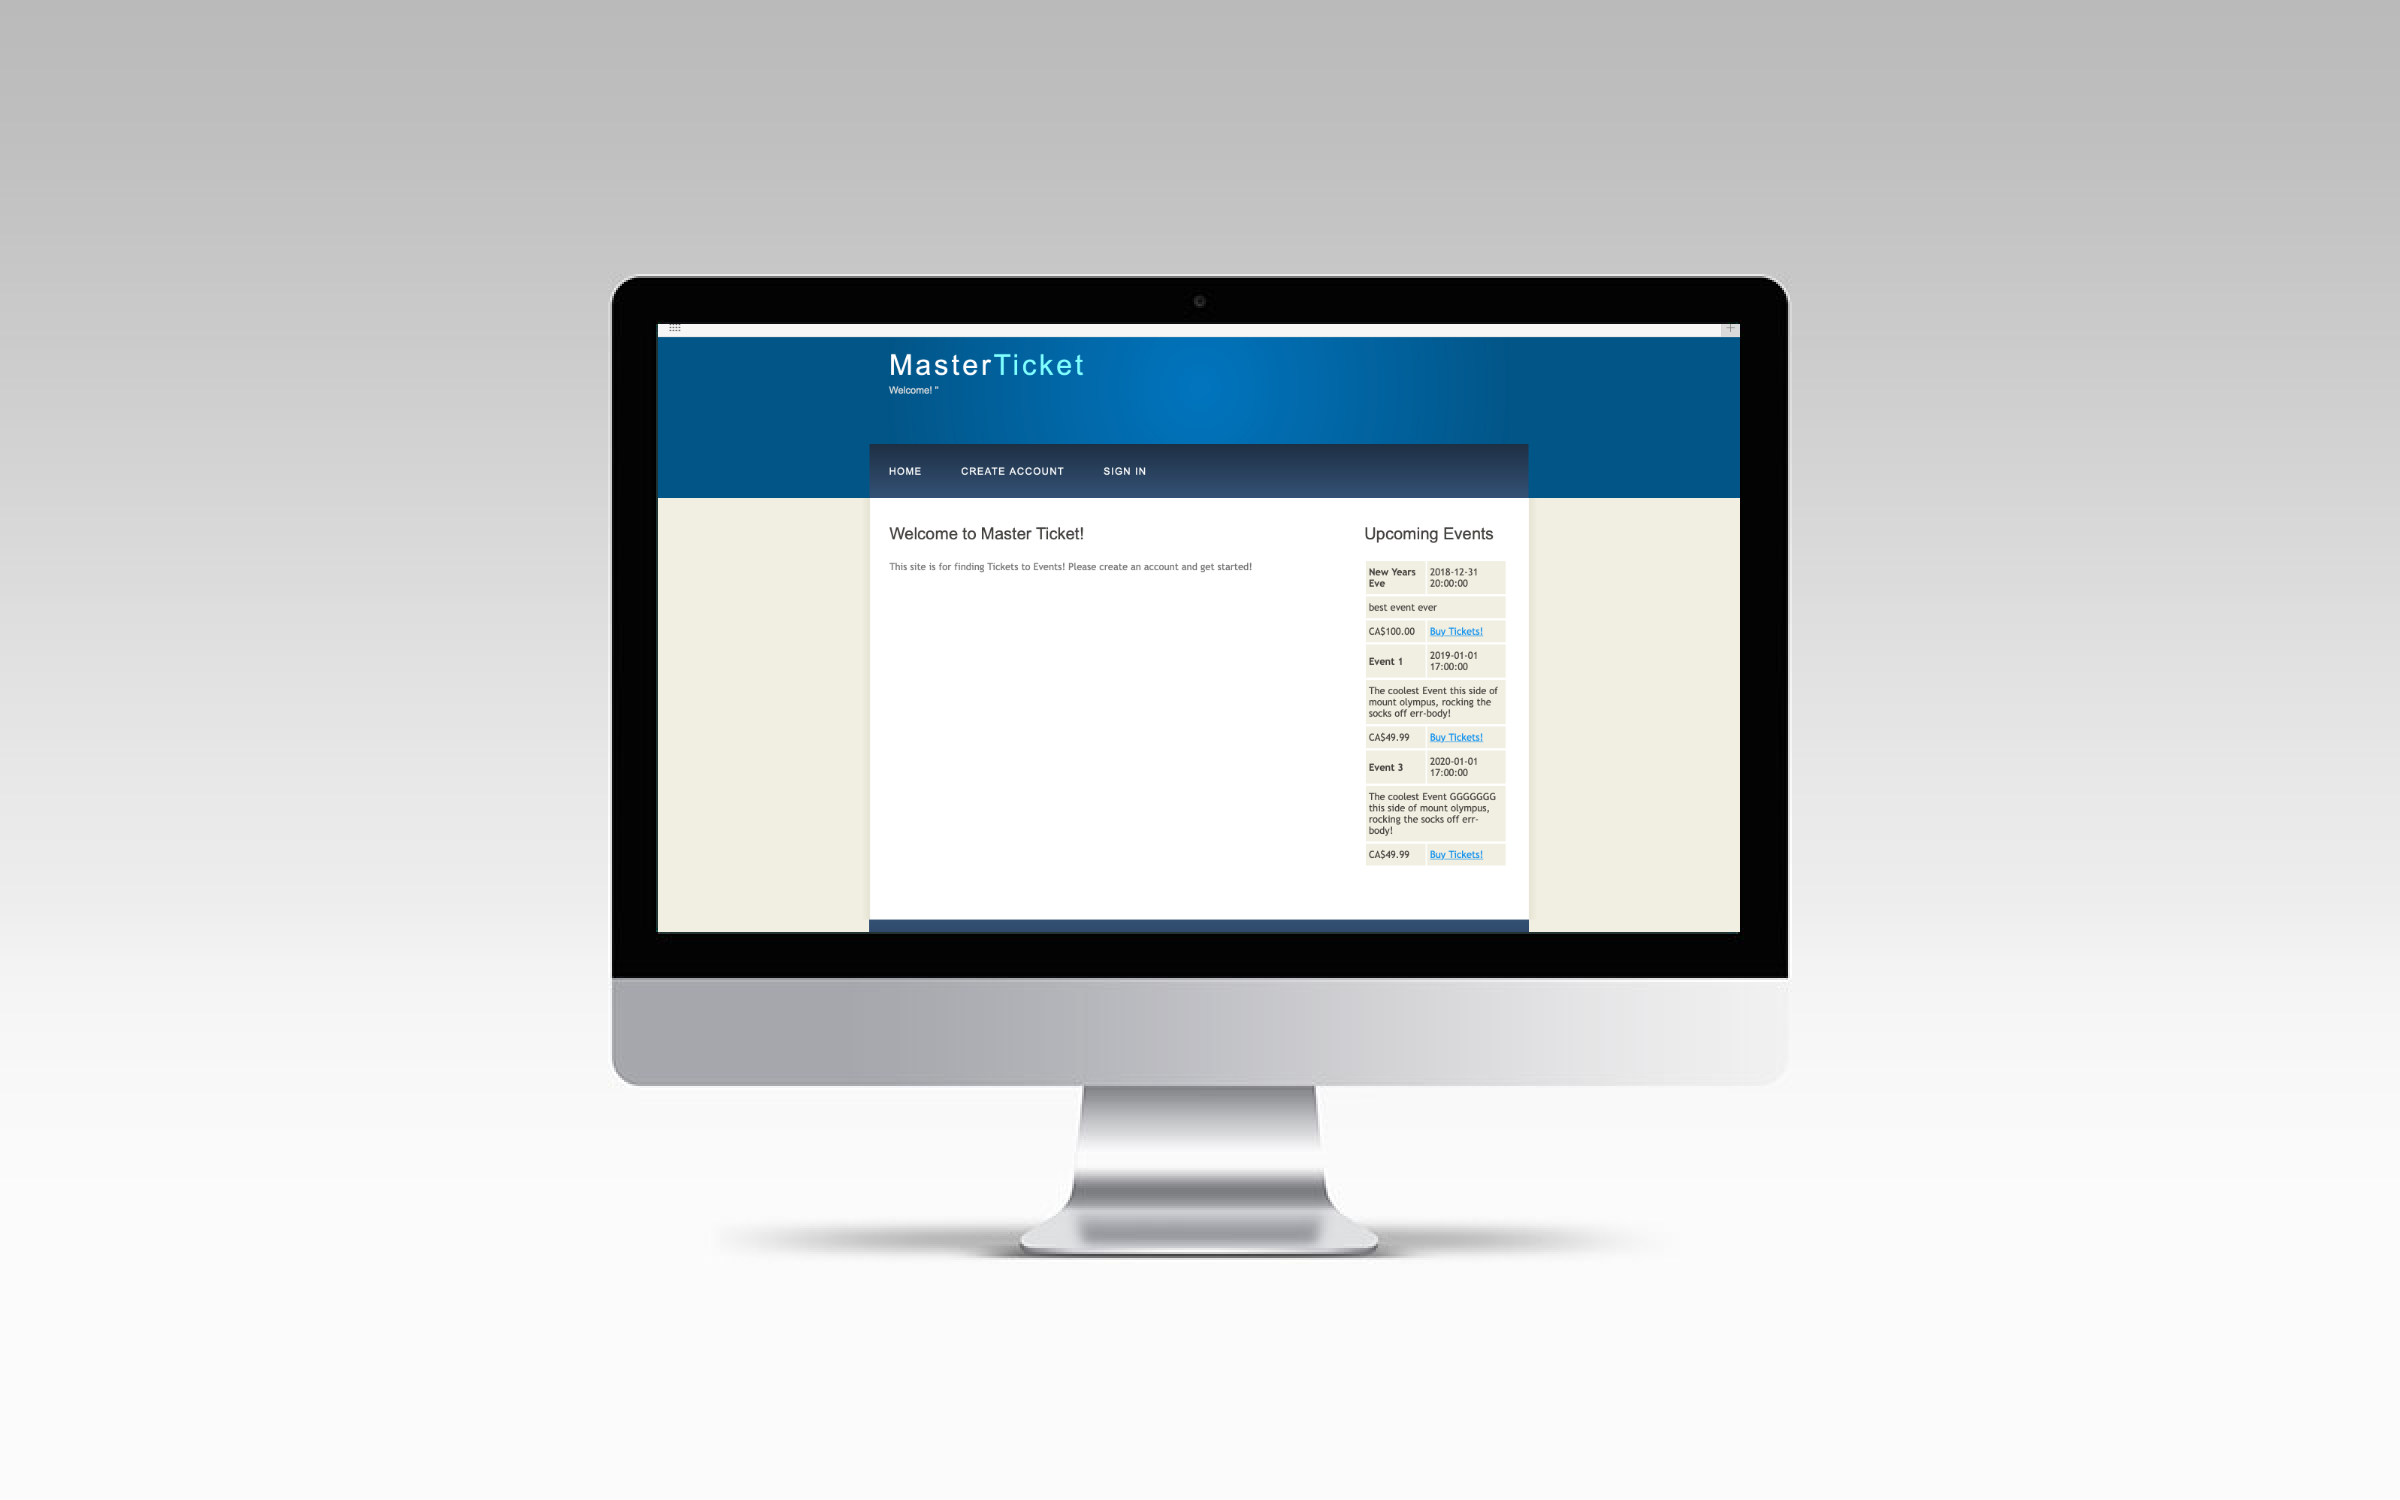 MasterTicket
Welcome! "
HOME CREATE ACCOUNT SIGN IN
Welcome to Master Ticket!
This site is for finding Tickets to Events! Please create an account and get started!
Upcoming Events
New Years
Eve
2018-12-31
20:00:00
best event ever
CA$100.00 Buy Tickets!
Event 1
2019-01-01
17:00:00
The coolest Event this side of
mount olympus, rocking the
socks off err-body!
CA$49.99 Buy Tickets!
Event 3
2020-01-01
17:00:00
The coolest Event GGGGGGG
this side of mount olympus,
rocking the socks off err-
body!
CA$49.99 Buy Tickets!